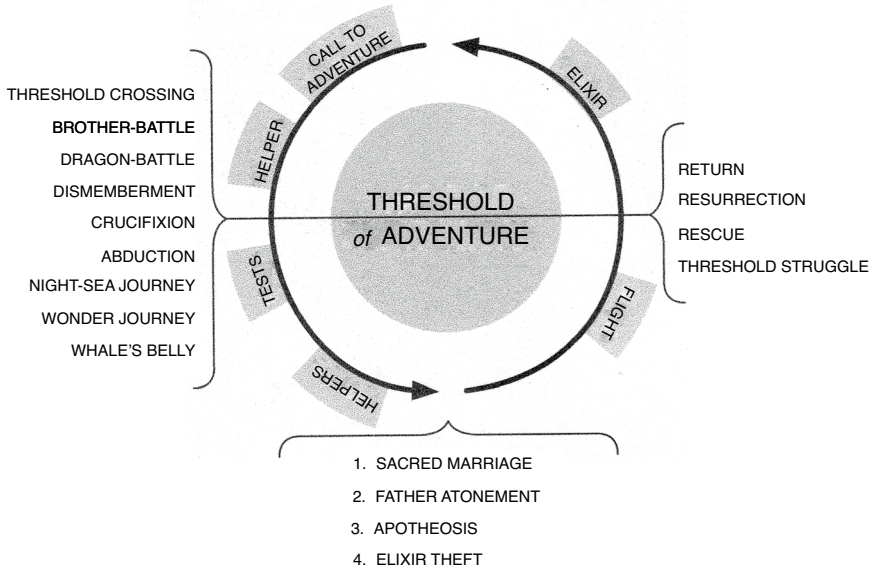 CALL TO
ADVENTURE
HELPER
TESTS
HELPERS
FLIGHT
ELIXIR
THRESHOLD
of ADVENTURE
THRESHOLD CROSSING
BROTHER-BATTLE
DRAGON-BATTLE
DISMEMBERMENT
CRUCIFIXION
ABDUCTION
NIGHT-SEA JOURNEY
WONDER JOURNEY
WHALE'S BELLY
RETURN
RESURRECTION
RESCUE
THRESHOLD STRUGGLE
1. SACRED MARRIAGE
2. FATHER ATONEMENT
3. APOTHEOSIS
4. ELIXIR THEFT